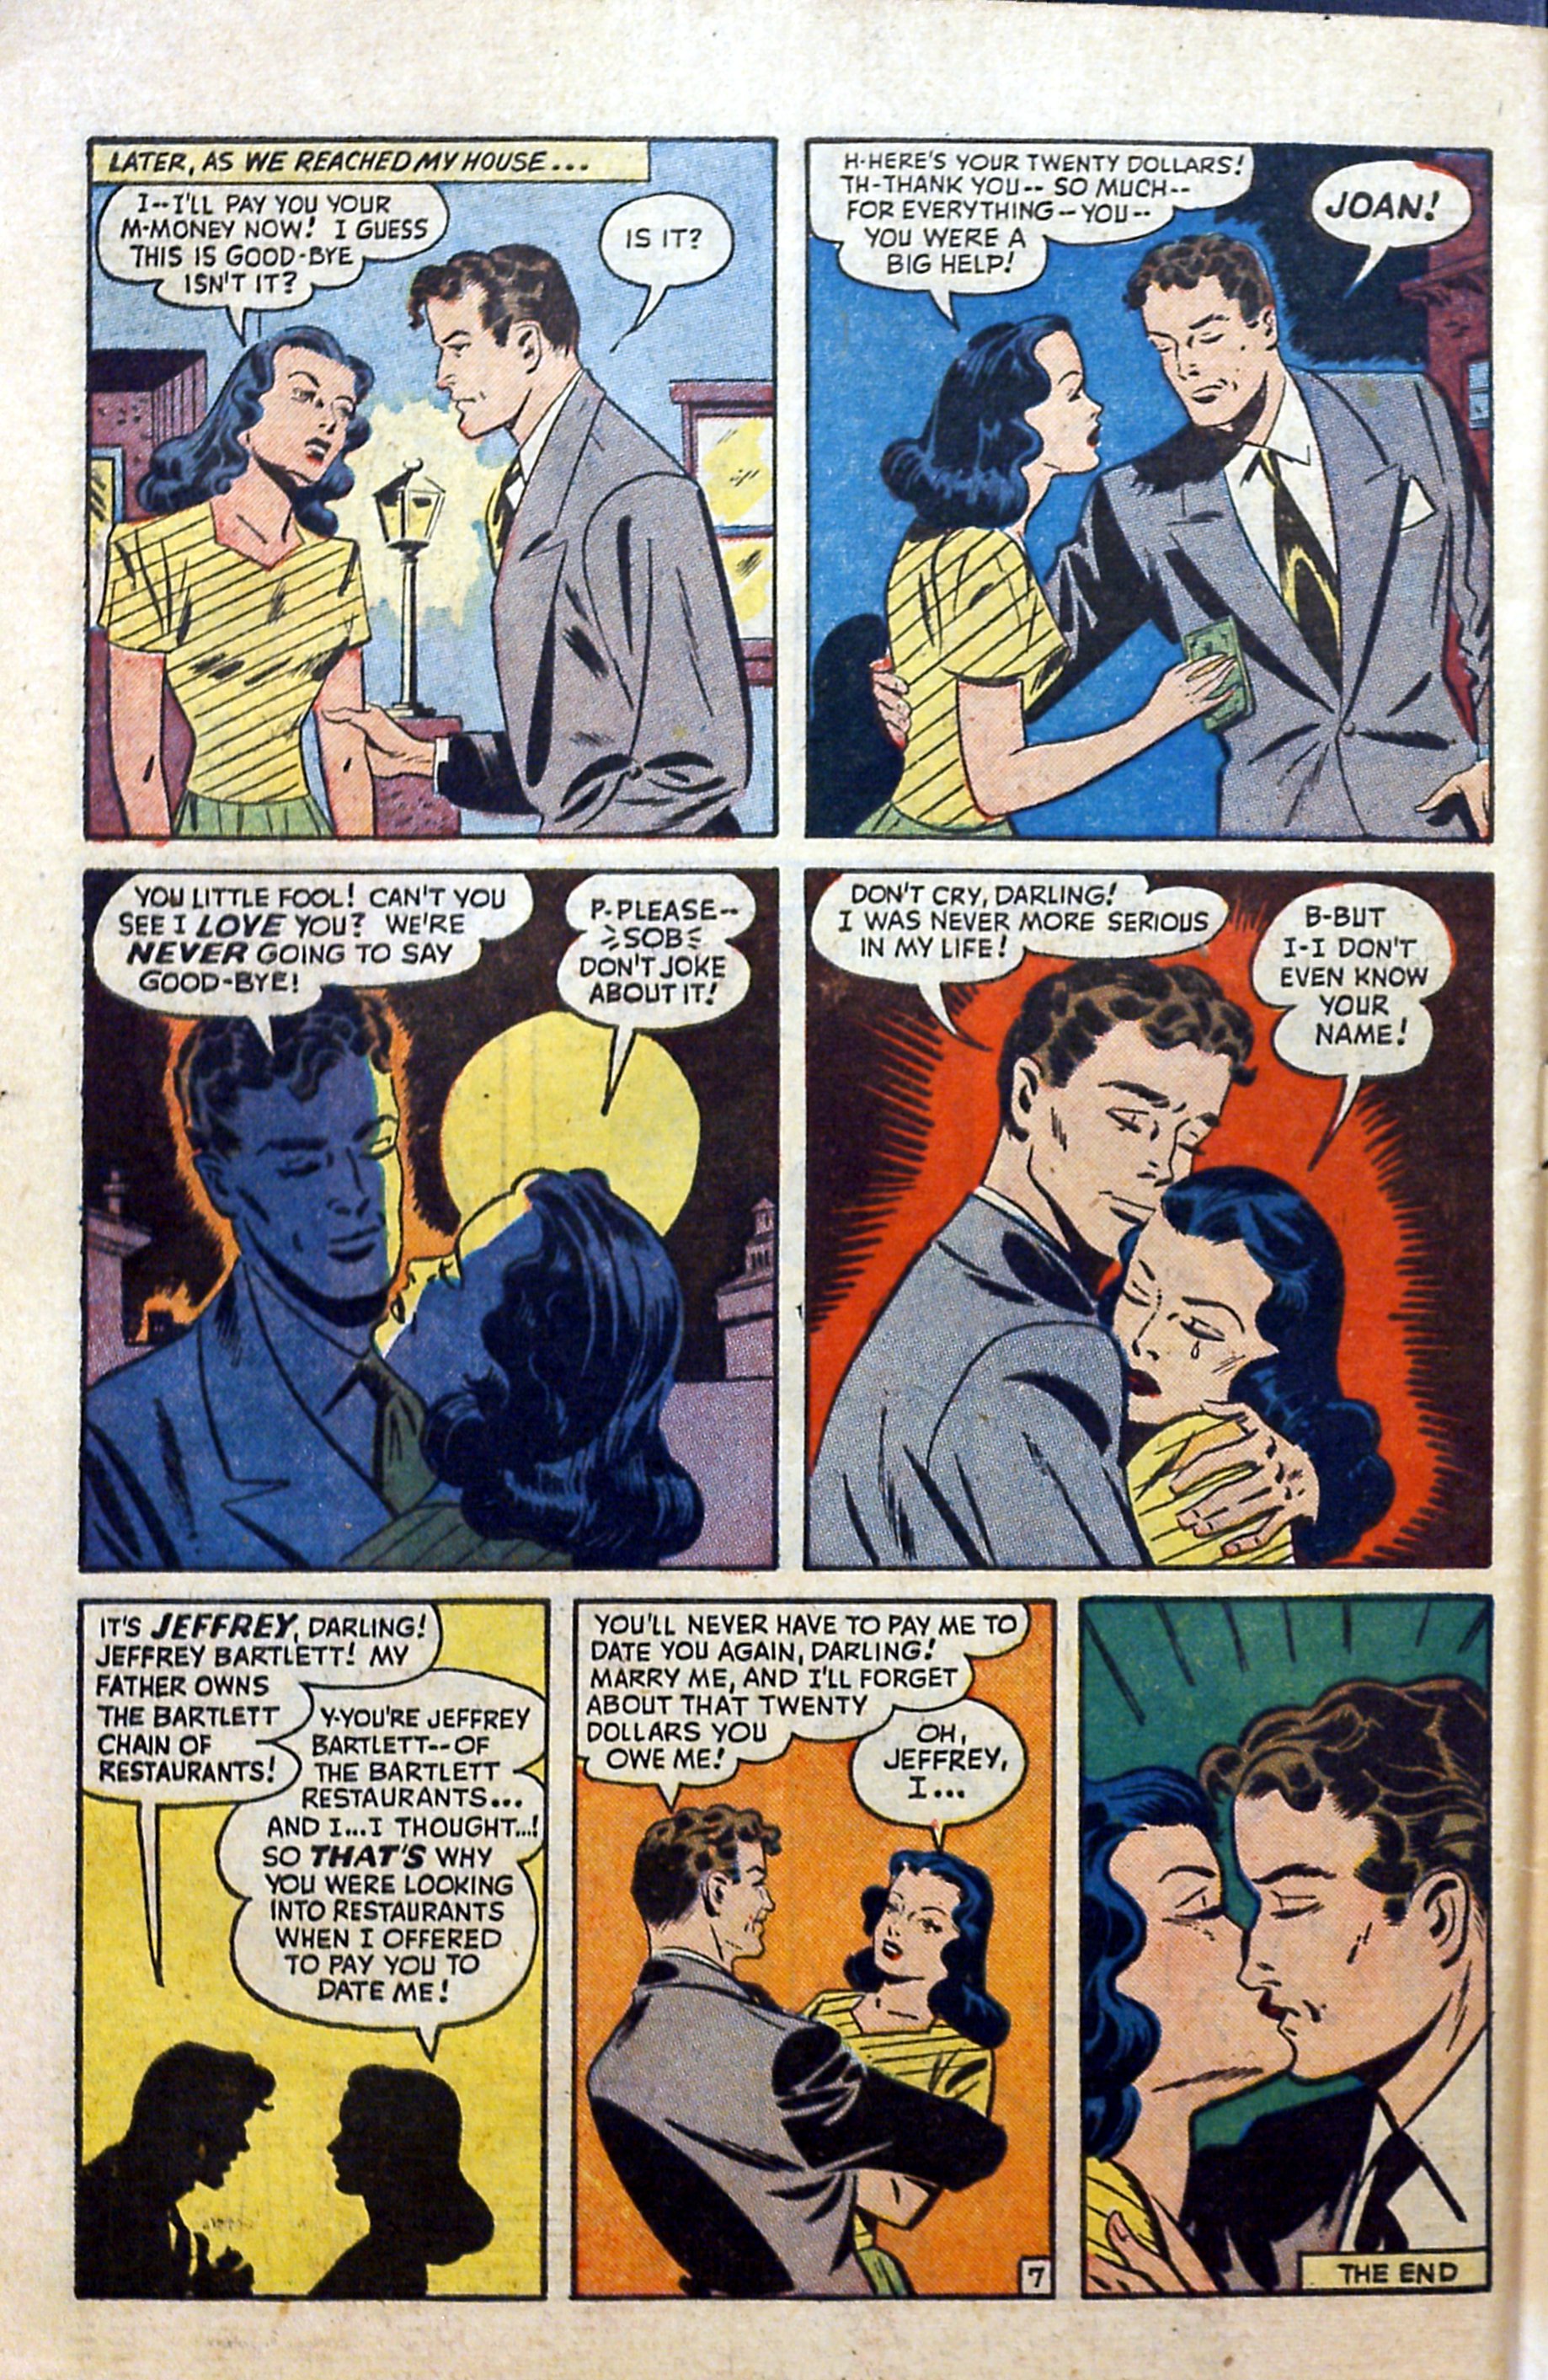 LATER, AS WE REACHED MY HOUSE...
I--I'LL PAY YOU YOUR
M-MONEY NOW! I GUESS
THIS IS GOOD-BYE
ISN'T IT?
IS IT?
H-HERE'S YOUR TWENTY DOLLARS!
TH-THANK YOU-- SO MUCH--
FOR EVERYTHING--YOU--
YOU WERE A
BIG HELP!
JOAN!
YOU LITTLE FOOL! CAN'T YOU
SEE I LOVE YOU? WE'RE
NEVER GOING TO SAY
GOOD-BYE!
P-PLEASE--
SOB
DON'T JOKE
ABOUT IT!
DON'T CRY, DARLING!
I WAS NEVER MORE SERIOUS
IN MY LIFE!
B-BUT
I-I DON'T
EVEN KNOW
YOUR
NAME!
IT'S JEFFREY, DARLING!
JEFFREY BARTLETT! MY
FATHER OWNS
THE BARTLETT
CHAIN OF
RESTAURANTS!
Y-YOU'RE JEFFREY
BARTLETT--OF
THE BARTLETT
RESTAURANTS...
AND I...I THOUGHT...!
SO THAT'S WHY
YOU WERE LOOKING
INTO RESTAURANTS
WHEN I OFFERED
TO PAY YOU TO
DATE ME!
YOU'LL NEVER HAVE TO PAY ME TO
DATE YOU AGAIN, DARLING!
MARRY ME, AND I'LL FORGET
ABOUT THAT TWENTY
DOLLARS YOU
OWE ME!
OH,
JEFFREY,
I...
7
THE END